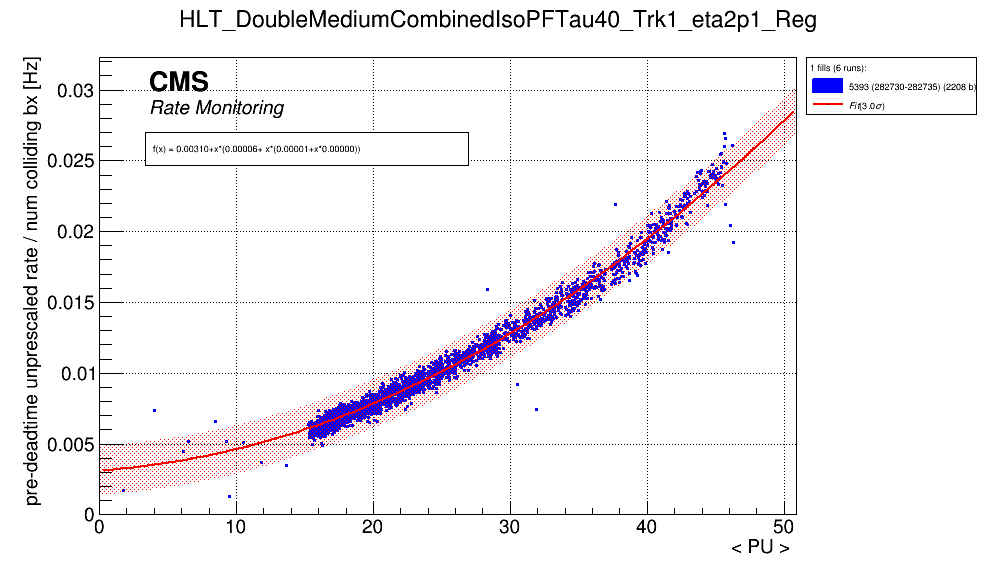 HLT_DoubleMediumCombinedIsoPFTau40_Trk1_eta2p1_Reg
pre-deadtime unprescaled rate / num colliding bx [Hz]
CMS
Rate Monitoring
f(x) = 0.00310+x*(0.00006+ x*(0.00001+x*0.00000))
1 fills (6 runs):
5393 (282730-282735) (2208 b)
Fit(3.0σ)
0.03
0.025
0.02
0.015
0.01
0.005
0
0 10 20 30 40 50
< PU >